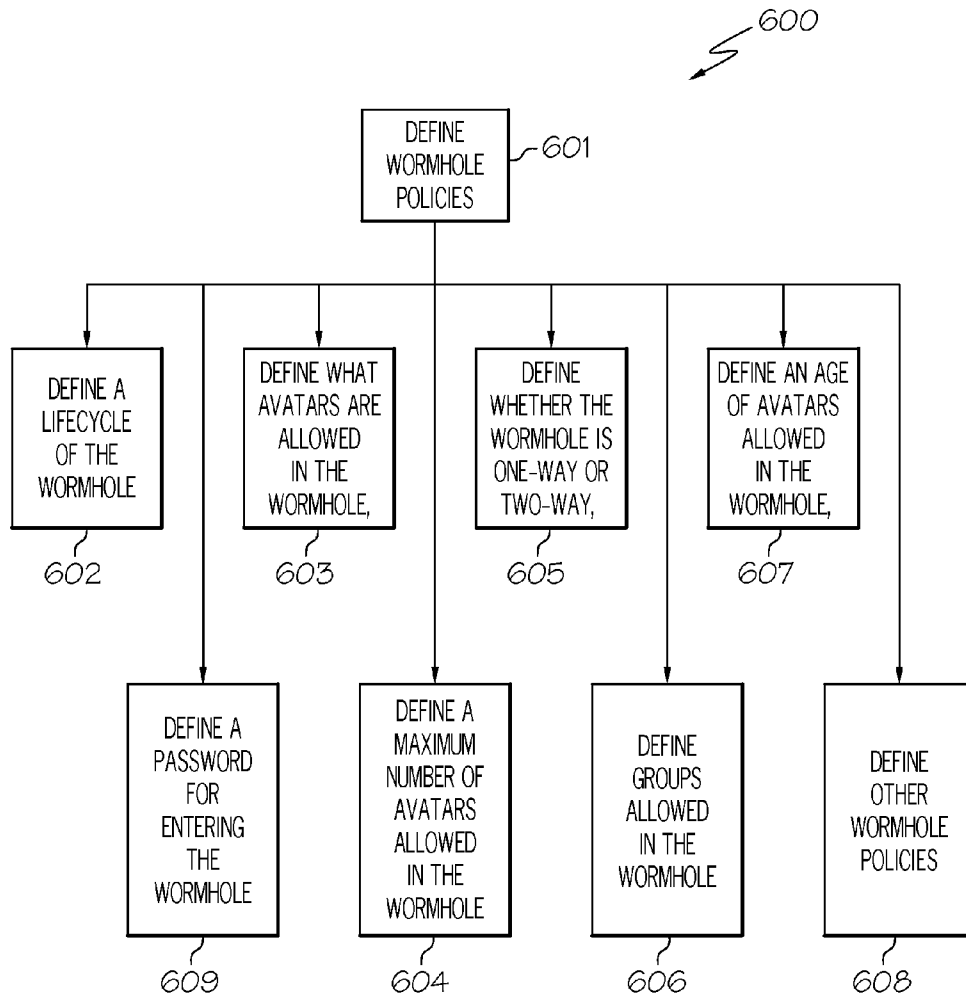 600
DEFINE
WORMHOLE
POLICIES
601
DEFINE A
LIFECYCLE
OF THE
WORMHOLE
602
DEFINE WHAT
AVATARS ARE
ALLOWED
IN THE
WORMHOLE,
603
DEFINE
WHETHER THE
WORMHOLE IS
ONE-WAY OR
TWO-WAY,
605
DEFINE AN AGE
OF AVATARS
ALLOWED
IN THE
WORMHOLE,
607
DEFINE A
PASSWORD
FOR
ENTERING
THE
WORMHOLE
609
DEFINE A
MAXIMUM
NUMBER OF
AVATARS
ALLOWED
IN THE
WORMHOLE
604
DEFINE
GROUPS
ALLOWED
IN THE
WORMHOLE
606
DEFINE
OTHER
WORMHOLE
POLICIES
608